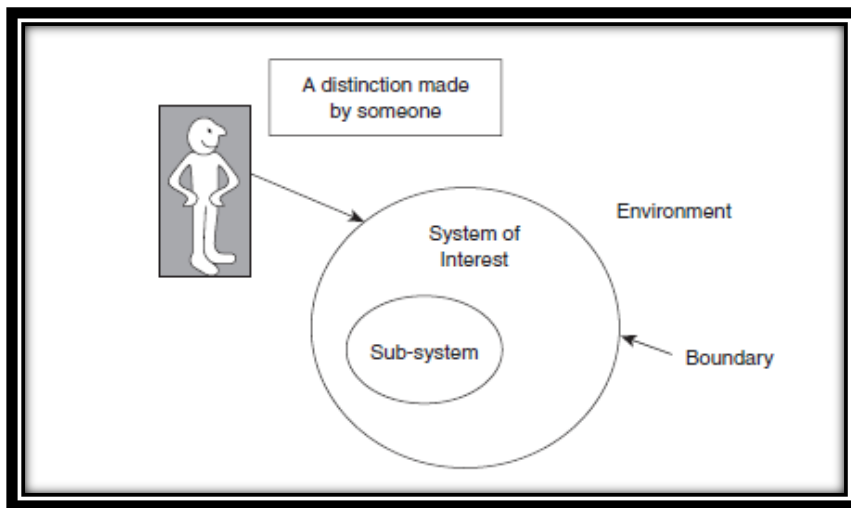 A distinction made
by someone
Environment
System of
Interest
Sub-system
Boundary